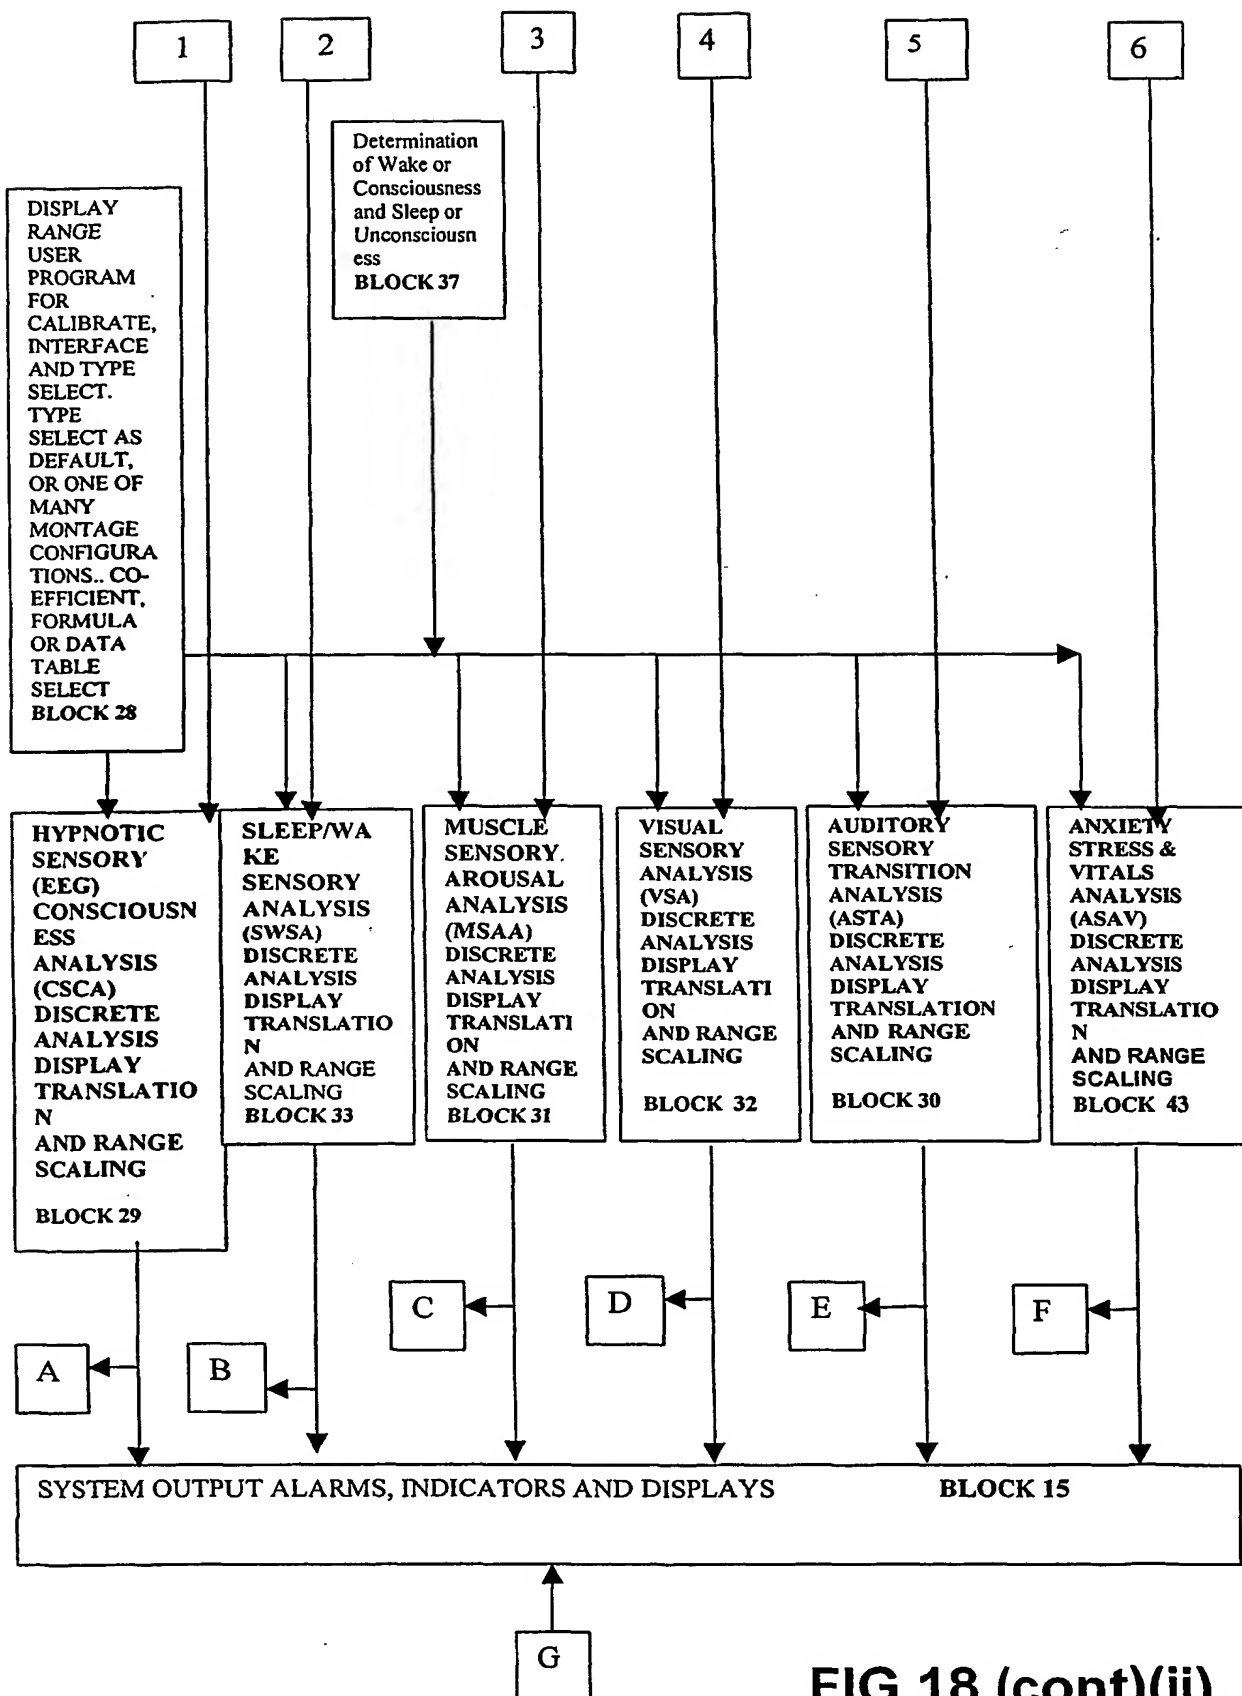 1
2
3
4
5
6
Determination
of Wake or
Consciousness
and Sleep or
Unconsciousn
ess
BLOCK 37
DISPLAY
RANGE
USER
PROGRAM
FOR
CALIBRATE,
INTERFACE
AND TYPE
SELECT.
TYPE
SELECT AS
DEFAULT,
OR ONE OF
MANY
MONTAGE
CONFIGURA
TIONS.. CO-
EFFICIENT,
FORMULA
OR DATA
TABLE
SELECT
BLOCK 28
HYPNOTIC
SENSORY
(EEG)
CONSCIOUSN
ESS
ANALYSIS
(CSCA)
DISCRETE
ANALYSIS
DISPLAY
TRANSLATIO
N
AND RANGE
SCALING
BLOCK 29
SLEEP/WA
KE
SENSORY
ANALYSIS
(SWSA)
DISCRETE
ANALYSIS
DISPLAY
TRANSLATIO
N
AND RANGE
SCALING
BLOCK 33
MUSCLE
SENSORY.
AROUSAL
ANALYSIS
(MSAA)
DISCRETE
ANALYSIS
DISPLAY
TRANSLATI
ON
AND RANGE
SCALING
BLOCK 31
VISUAL
SENSORY
ANALYSIS
(VSA)
DISCRETE
ANALYSIS
DISPLAY
TRANSLATI
ON
AND RANGE
SCALING
BLOCK 32
AUDITORY
SENSORY
TRANSITION
ANALYSIS
(ASTA)
DISCRETE
ANALYSIS
DISPLAY
TRANSLATION
AND RANGE
SCALING
BLOCK 30
ANXIETY
STRESS &
VITALS
ANALYSIS
(ASAV)
DISCRETE
ANALYSIS
DISPLAY
TRANSLATIO
N
AND RANGE
SCALING
BLOCK 43
A
B
C
D
E
F
SYSTEM OUTPUT ALARMS, INDICATORS AND DISPLAYS BLOCK 15
G
FIG 18 (cont)(ii)